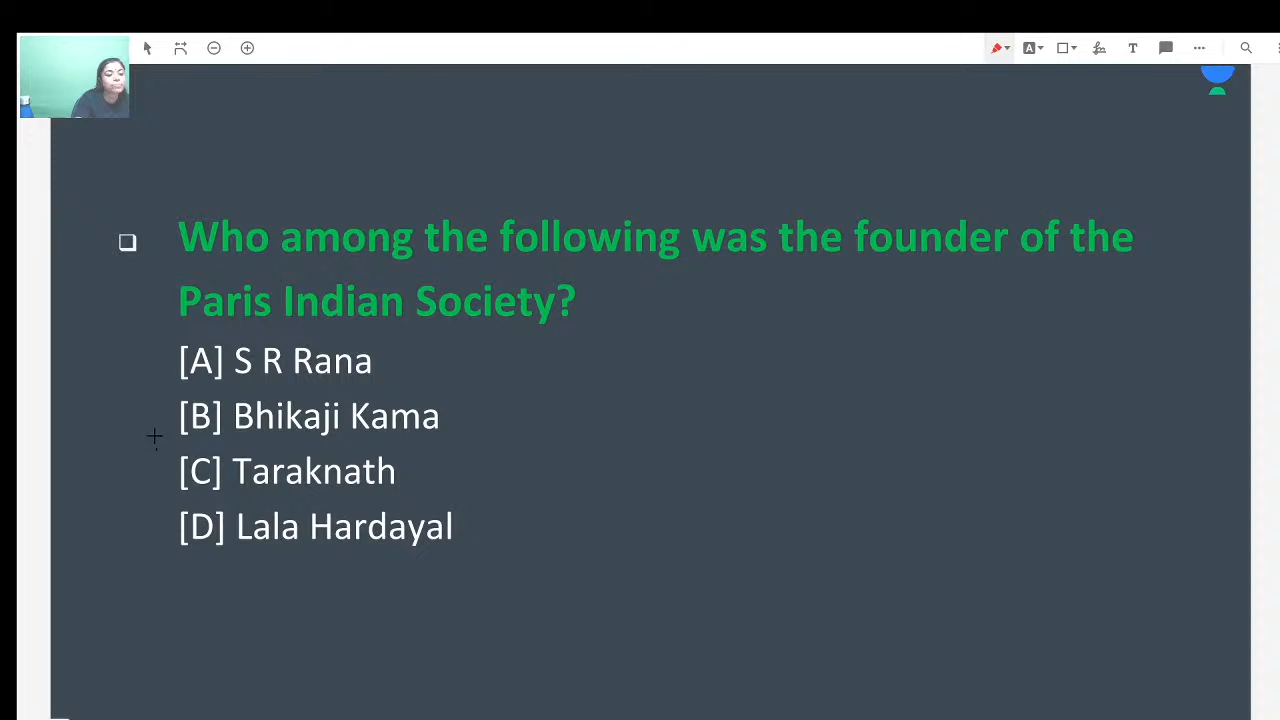 Who among the following was the founder of the
Paris Indian Society?
[A] S R Rana
[B] Bhikaji Kama
[C] Taraknath
[D] Lala Hardayal